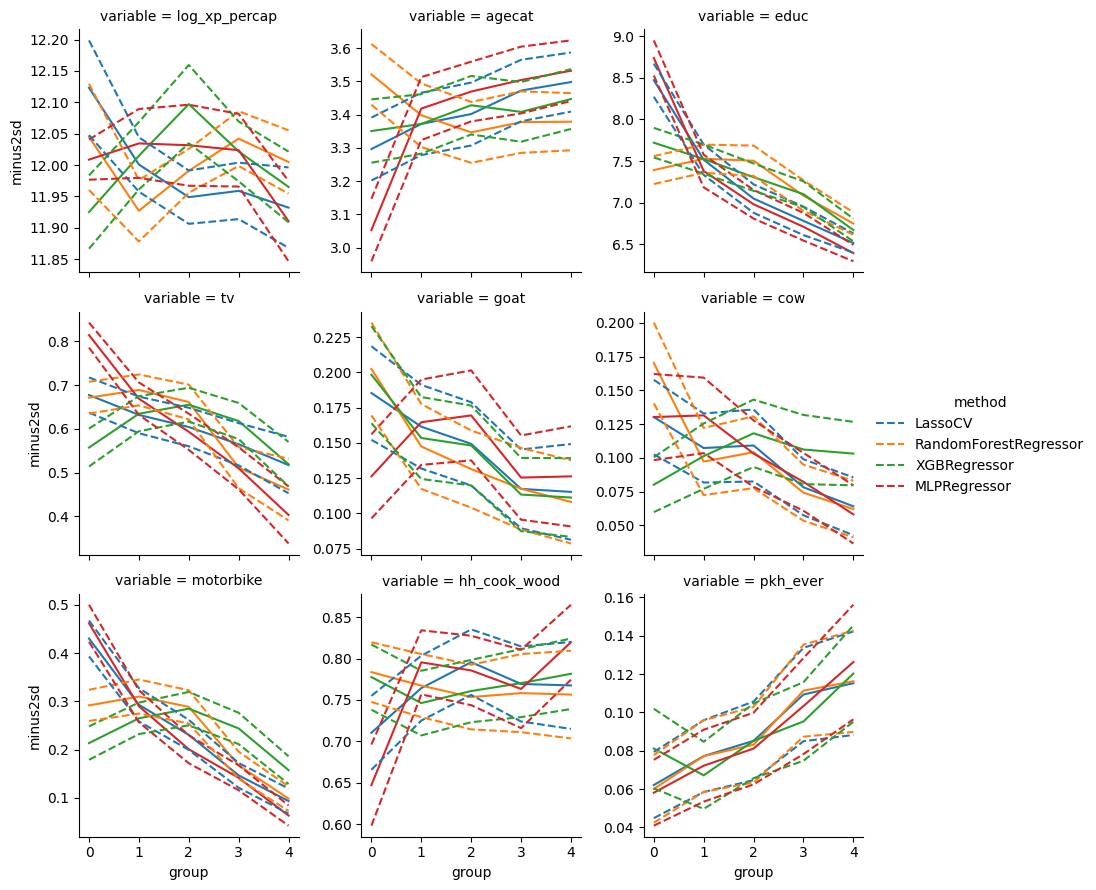 variable = log_xp_percap
variable = agecat
variable = educ
minus2sd
12.20
12.15
12.10
12.05
12.00
11.95
11.90
11.85
3.6
3.5
3.4
3.3
3.2
3.1
3.0
9.0
8.5
8.0
7.5
7.0
6.5
variable = tv
variable = goat
variable = cow
minus2sd
0.8
0.7
0.6
0.5
0.4
0.225
0.200
0.175
0.150
0.125
0.100
0.075
0.200
0.175
0.150
0.125
0.100
0.075
0.050
method
LassoCV
RandomForestRegressor
XGBRegressor
MLPRegressor
variable = motorbike
variable = hh_cook_wood
variable = pkh_ever
minus2sd
0.5
0.4
0.3
0.2
0.1
0.85
0.80
0.75
0.70
0.65
0.60
0.16
0.14
0.12
0.10
0.08
0.06
0.04
0 1 2 3 4
0 1 2 3 4
0 1 2 3 4
group
group
group